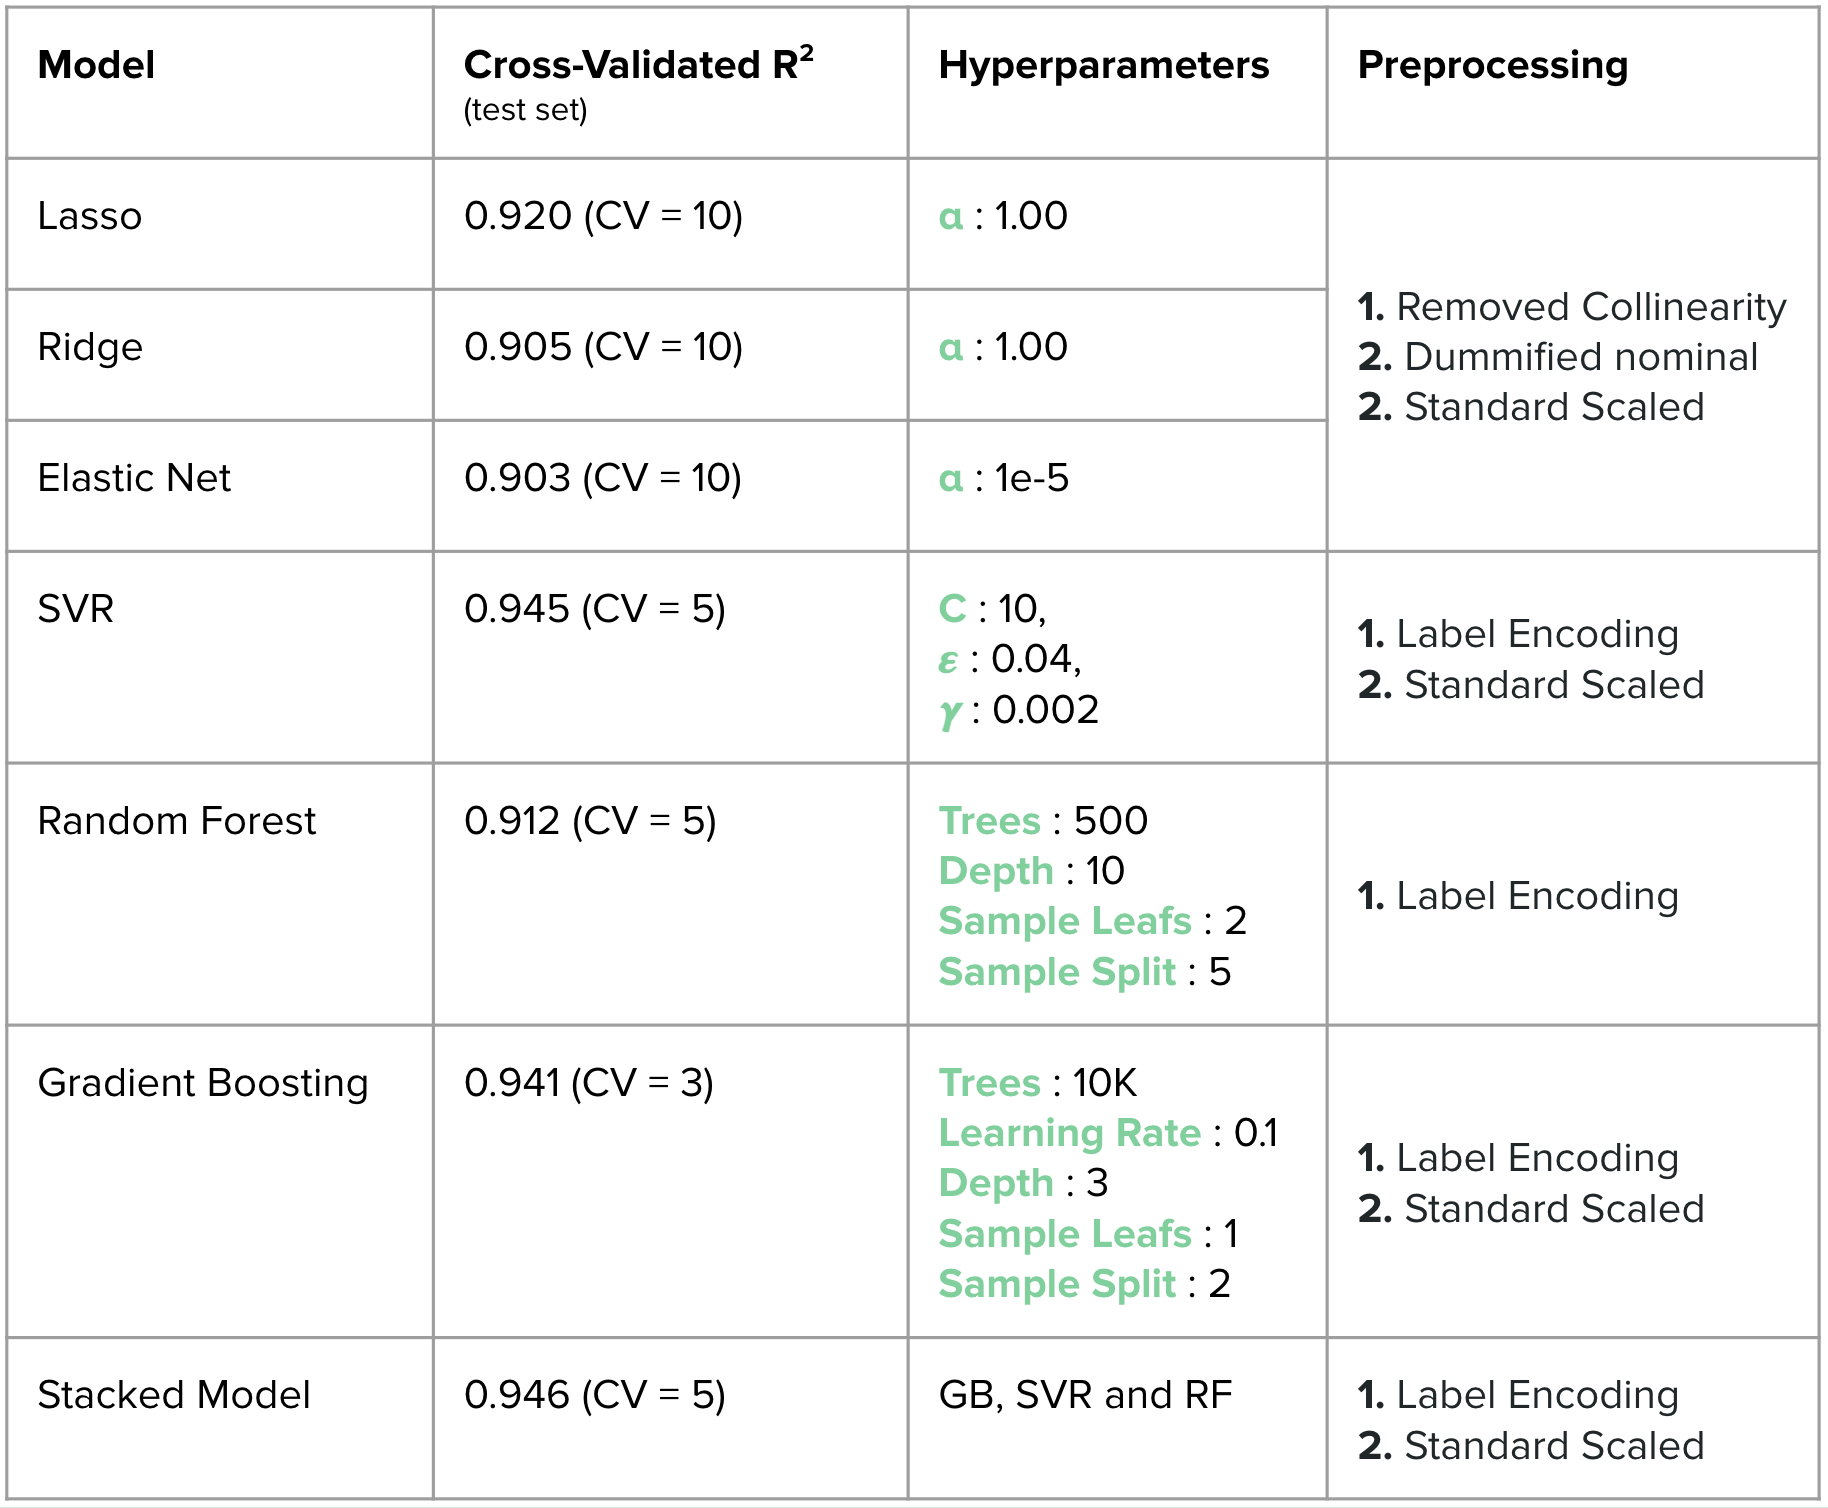 Model
Cross-Validated R²
(test set)
Hyperparameters
Preprocessing
Lasso
0.920 (CV = 10)
α : 1.00
Ridge
0.905 (CV = 10)
α : 1.00
Elastic Net
0.903 (CV = 10)
α : 1e-5
1. Removed Collinearity
2. Dummified nominal
2. Standard Scaled
SVR
0.945 (CV = 5)
C : 10,
ε : 0.04,
γ : 0.002
1. Label Encoding
2. Standard Scaled
Random Forest
0.912 (CV = 5)
Trees : 500
Depth : 10
Sample Leafs : 2
Sample Split : 5
1. Label Encoding
Gradient Boosting
0.941 (CV = 3)
Trees : 10K
Learning Rate : 0.1
Depth : 3
Sample Leafs : 1
Sample Split : 2
1. Label Encoding
2. Standard Scaled
Stacked Model
0.946 (CV = 5)
GB, SVR and RF
1. Label Encoding
2. Standard Scaled